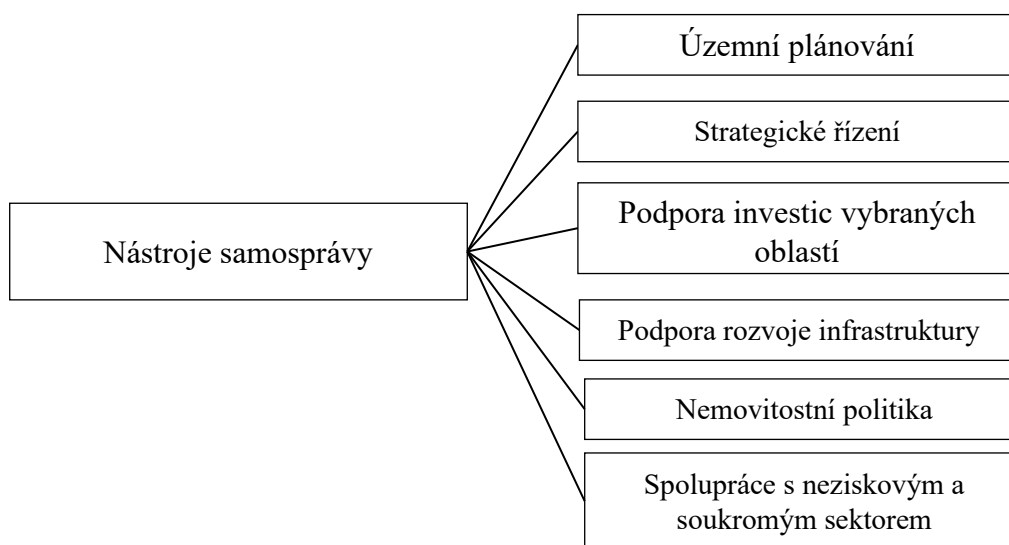 Územní plánování
Strategické řízení
Podpora investic vybraných
oblastí
Nástroje samosprávy
Podpora rozvoje infrastruktury
Nemovitostní politika
Spolupráce s neziskovým a
soukromým sektorem